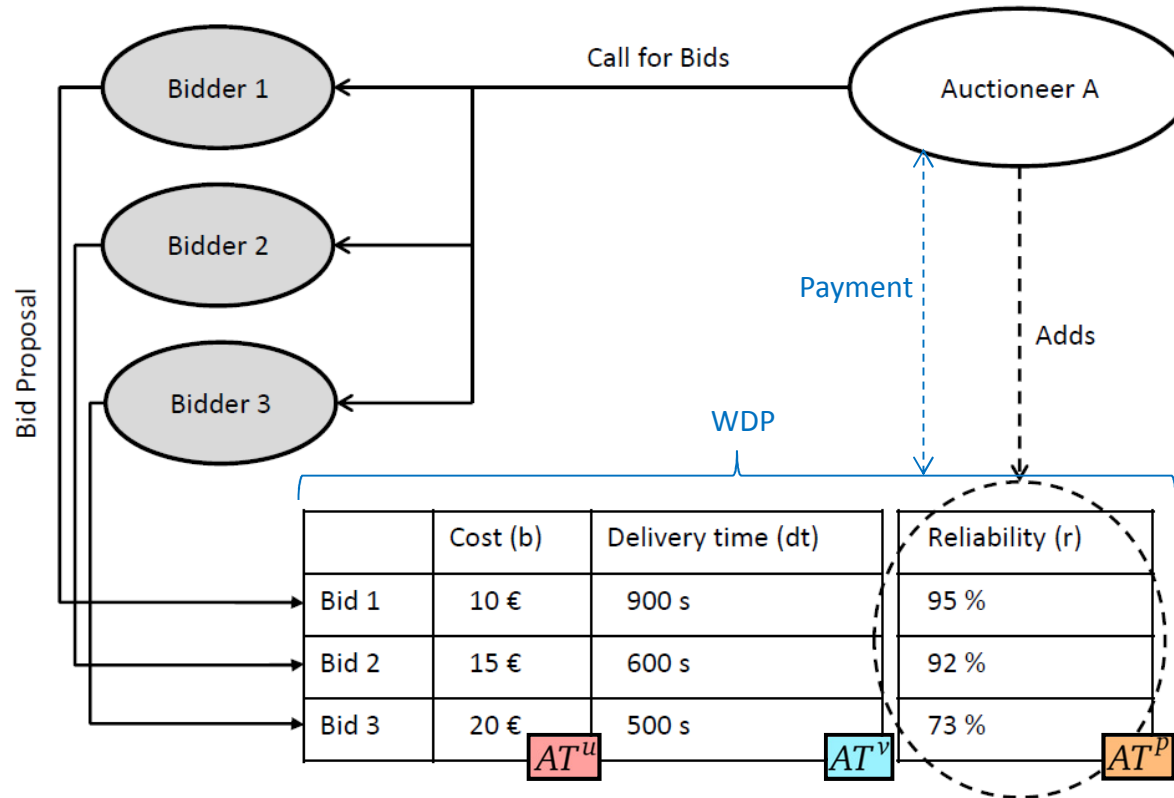 Call for Bids
Bidder 1
Auctioneer A
Bidder 2
Payment
Bid Proposal
Adds
Bidder 3
WDP
Cost (b) Delivery time (dt) Reliability (r)
Bid 1 10 € 900 s 95 %
Bid 2 15 € 600 s 92 %
Bid 3 20 € 500 s 73 %
AT^u AT^v AT^p